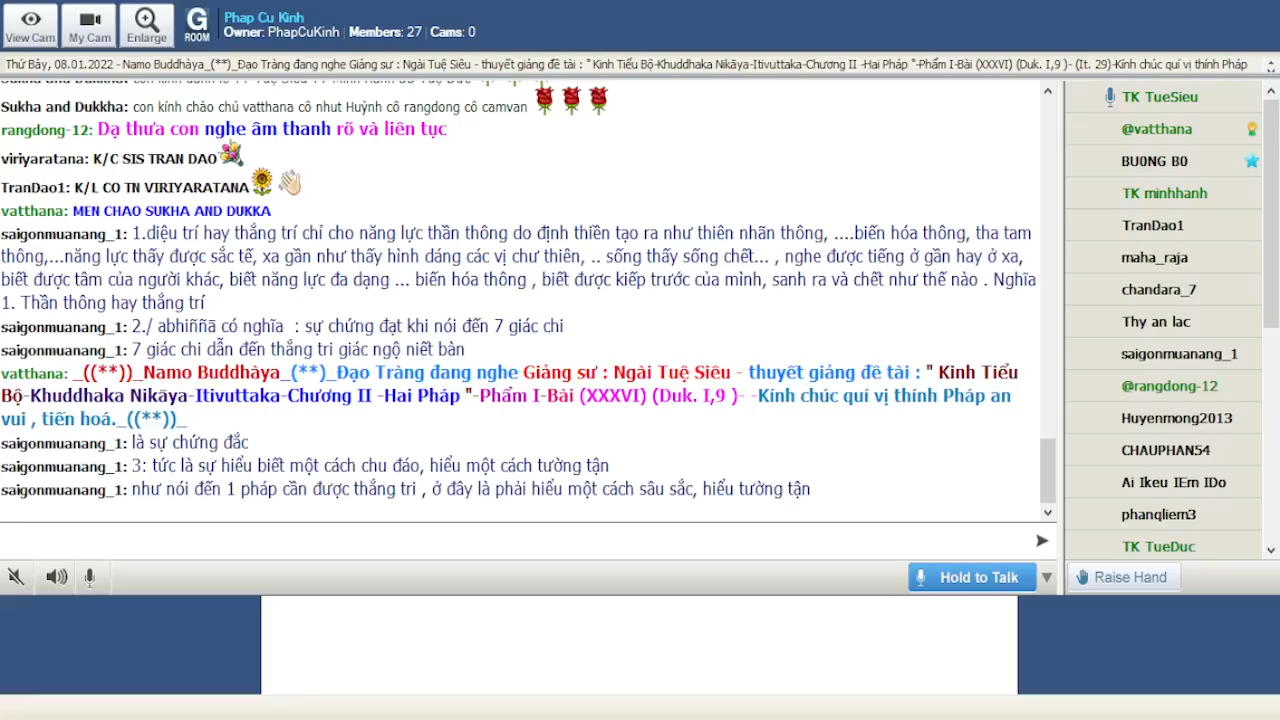 View Cam
My Cam
Enlarge
G
ROOM
Phap Cu Kinh
Owner: PhapCuKinh | Members: 27 | Cams: 0
Thứ Bảy, 08.01.2022 - Namo Buddhàya_(**)_Đạo Tràng đang nghe Giảng sư : Ngài Tuệ Siêu - thuyết giảng đề tài : " Kinh Tiểu Bộ-Khuddhaka Nikāya-Itivuttaka-Chương II -Hai Pháp "-Phẩm I-Bài (XXXVI) (Duk. I,9 )- (It. 29)-Kính chúc quí vị thính Pháp
Sukha and Dukkha: con kính chào chú vatthana cô nhut Huỳnh cô rangdong cô camvan
rangdong-12: Dạ thưa con nghe âm thanh rõ và liên tục
viriyaratana: K/C SIS TRAN DAO
TranDao1: K/L CO TN VIRIYARATANA
vatthana: MEN CHAO SUKHA AND DUKKA
saigonmuanang_1: 1.diệu trí hay thắng trí chỉ cho năng lực thần thông do định thiền tạo ra như thiên nhãn thông, ....biến hóa thông, tha tam
thông,...năng lực thấy được sắc tế, xa gần như thấy hình dáng các vị chư thiên, .. sống thấy sống chết... , nghe được tiếng ở gần hay ở xa,
biết được tâm của người khác, biết năng lực đa dạng ... biến hóa thông , biết được kiếp trước của mình, sanh ra và chết như thế nào . Nghĩa
1. Thần thông hay thắng trí
saigonmuanang_1: 2./ abhiññā có nghĩa  : sự chứng đạt khi nói đến 7 giác chi
saigonmuanang_1: 7 giác chi dẫn đến thắng tri giác ngộ niết bàn
vatthana: _((**))_Namo Buddhàya_(**)_Đạo Tràng đang nghe Giảng sư : Ngài Tuệ Siêu - thuyết giảng đề tài : " Kinh Tiểu
Bộ-Khuddhaka Nikāya-Itivuttaka-Chương II -Hai Pháp "-Phẩm I-Bài (XXXVI) (Duk. I,9 )- -Kính chúc quí vị thính Pháp an
vui , tiến hoá._((**))_
saigonmuanang_1: là sự chứng đắc
saigonmuanang_1: 3: tức là sự hiểu biết một cách chu đáo, hiểu một cách tường tận
saigonmuanang_1: như nói đến 1 pháp cần được thắng tri , ở đây là phải hiểu một cách sâu sắc, hiểu tường tận
Hold to Talk
TK TueSieu
@vatthana
BU0NG B0
TK minhhanh
TranDao1
maha_raja
chandara_7
Thy an lac
saigonmuanang_1
@rangdong-12
Huyenmong2013
CHAUPHAN54
Ai Ikeu IEm IDo
phanqliem3
TK TueDuc
Raise Hand